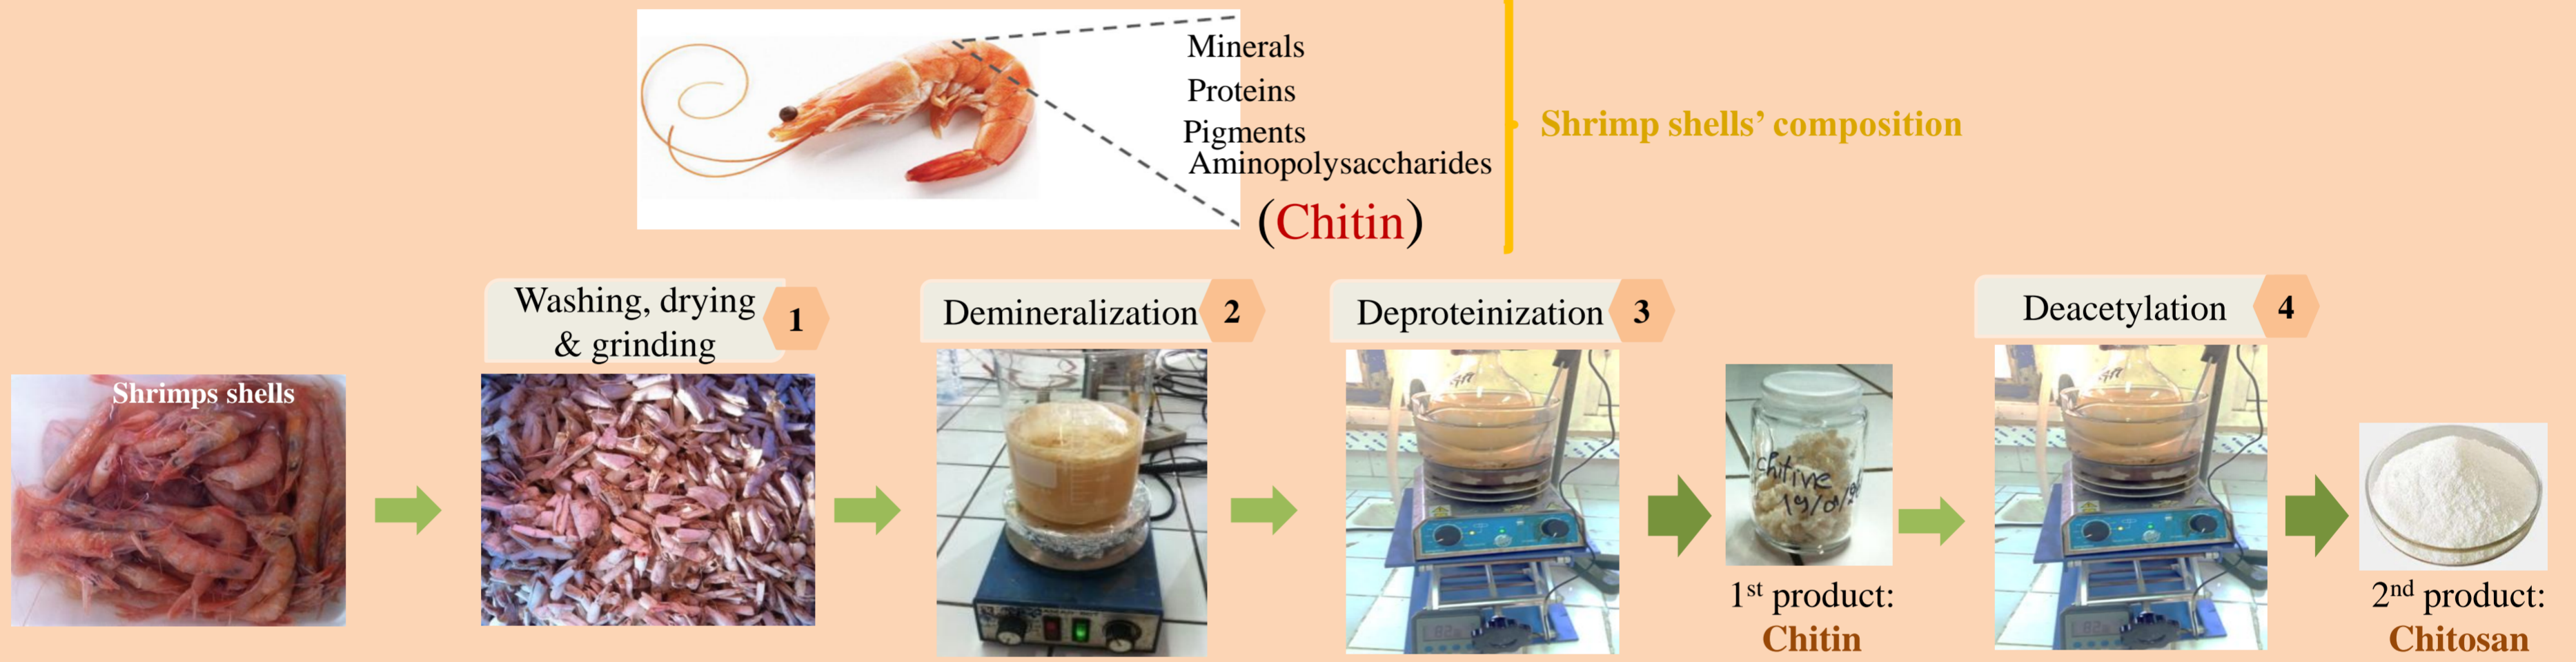 Minerals
Proteins
Pigments
Aminopolysaccharides
(Chitin)
Shrimp shells’ composition
Washing, drying
& grinding
1
Demineralization
2
Deproteinization
3
Deacetylation
4
Shrimps shells
chitive
1st product:
Chitin
2nd product:
Chitosan